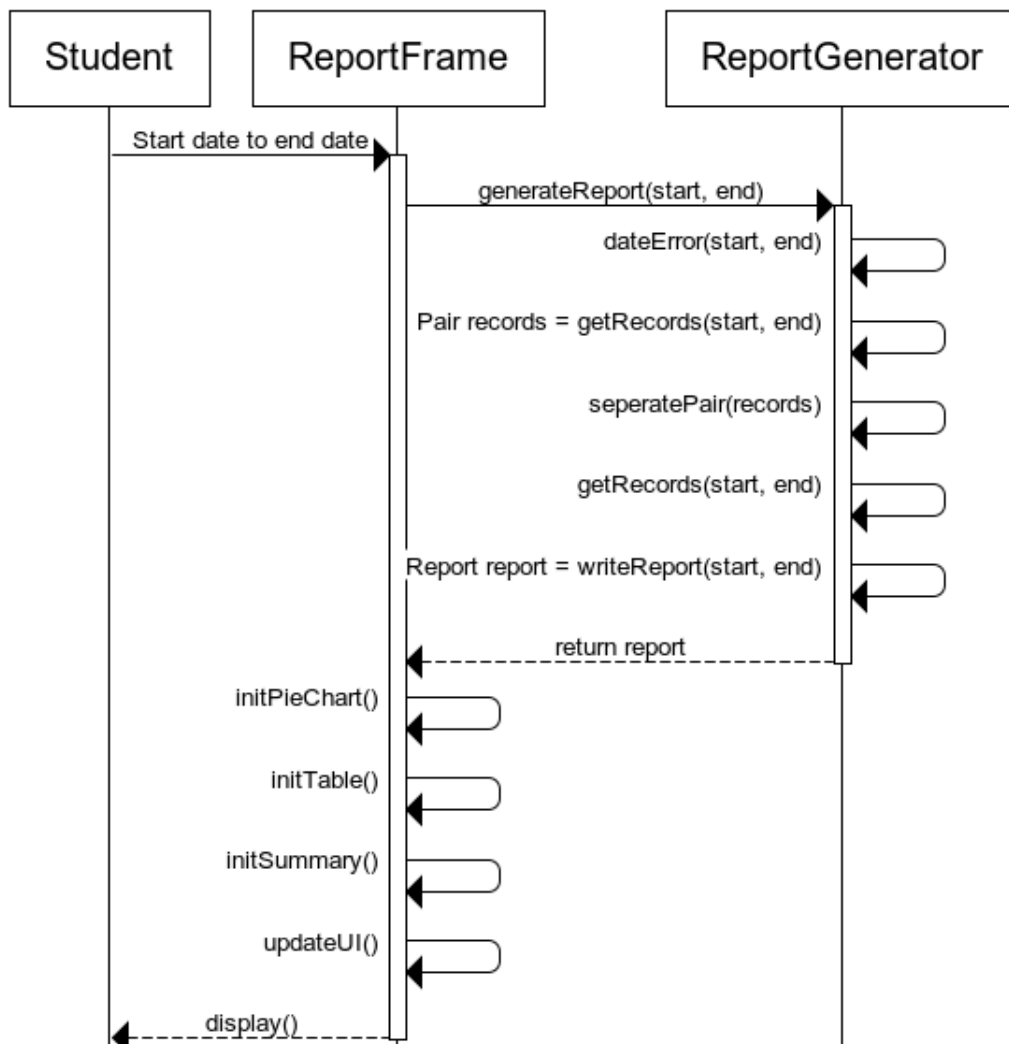 Student
ReportFrame
ReportGenerator
Start date to end date
generateReport(start, end)
dateError(start, end)
Pair records = getRecords(start, end)
seperatePair(records)
getRecords(start, end)
Report report = writeReport(start, end)
return report
initPieChart()
initTable()
initSummary()
updateUI()
display()